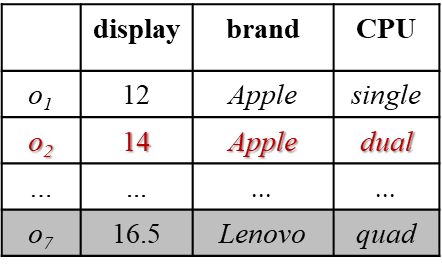 display brand CPU
o1 12 Apple single
o2 14 Apple dual
... ... ... ...
o7 16.5 Lenovo quad